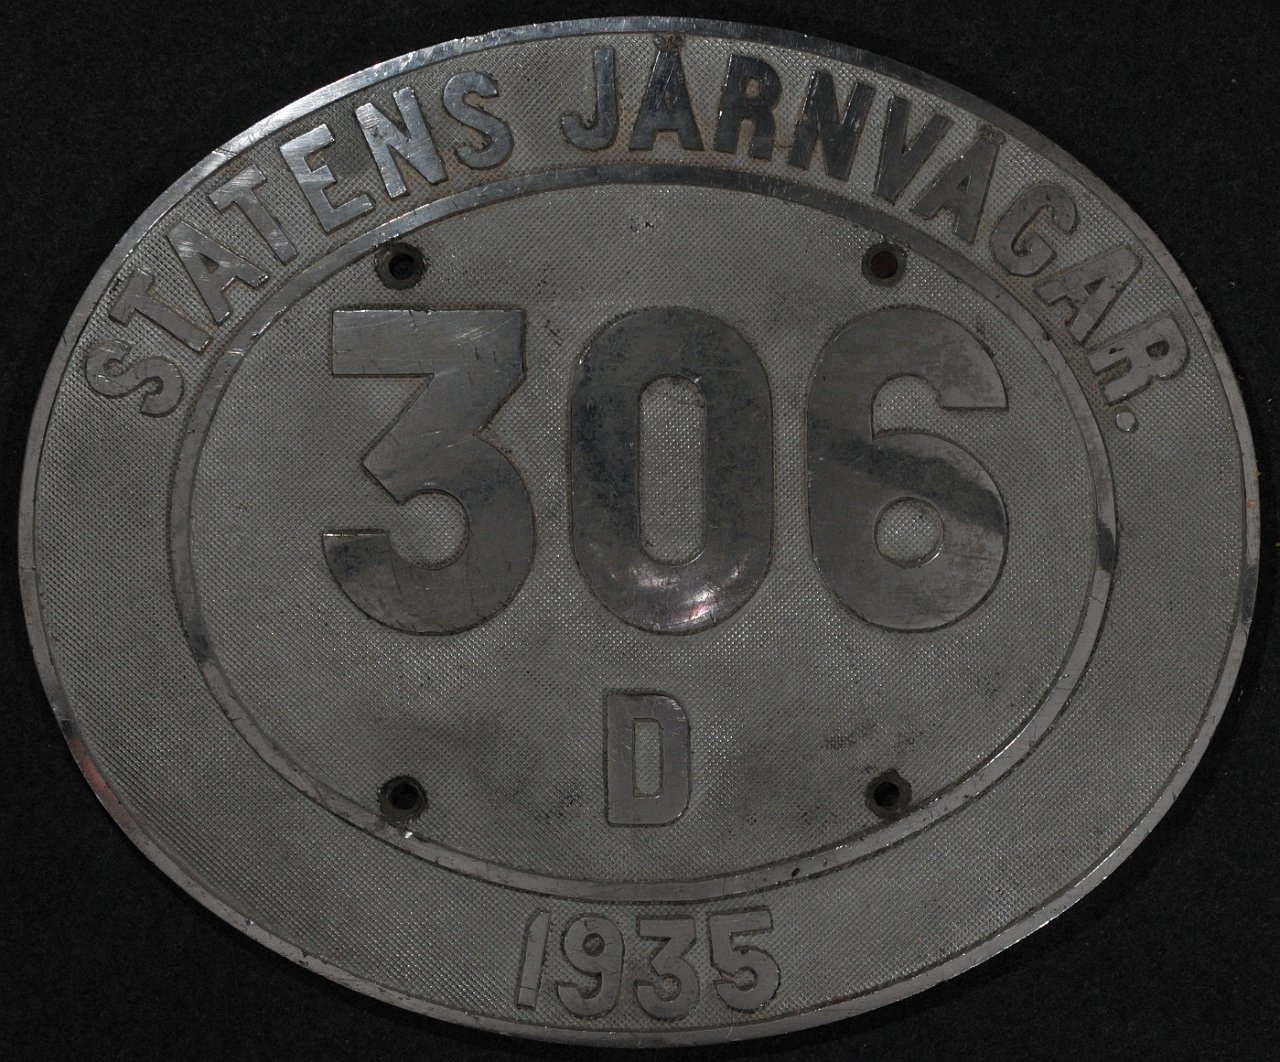 STATENS JÄRNVÄGAR.
306
D
1935